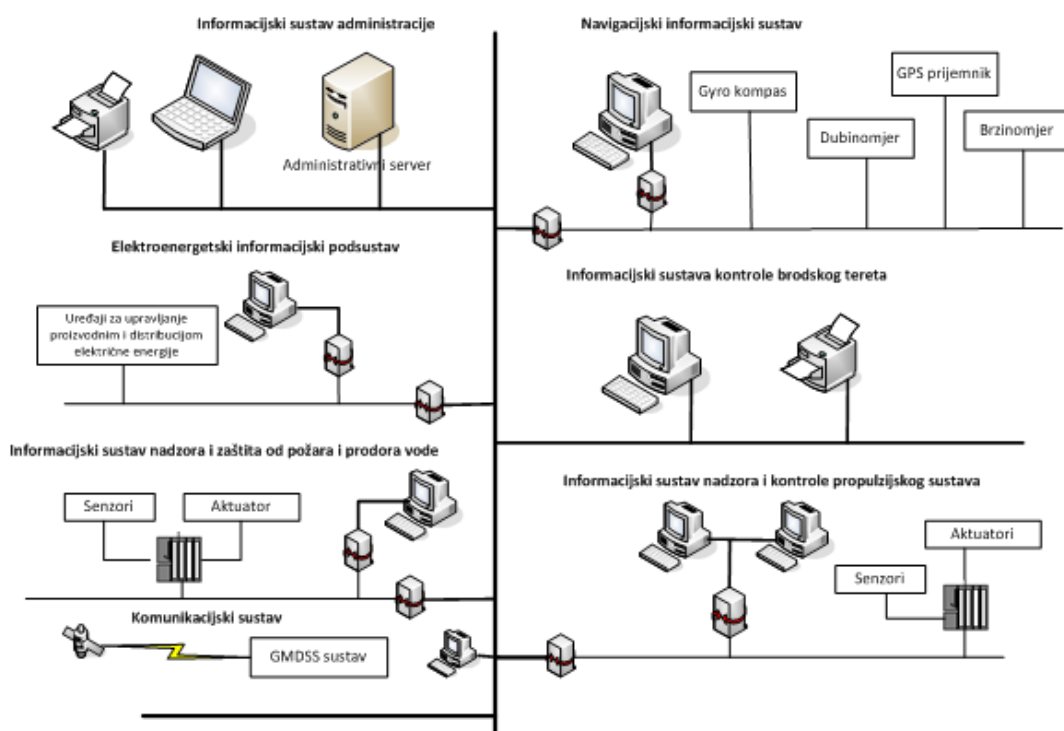 Informacijski sustav administracije
Administrativni server
Elektroenergetski informacijski podsustav
Uređaji za upravljanje
proizvodnim i distribucijom
električne energije
Informacijski sustav nadzora i zaštita od požara i prodora vode
Senzori
Aktuator
Komunikacijski sustav
GMDSS sustav
Navigacijski informacijski sustav
Gyro kompas
Dubinomjer
GPS prijemnik
Brzinomjer
Informacijski sustava kontrole brodskog tereta
Informacijski sustav nadzora i kontrole propulzijskog sustava
Aktuatori
Senzori